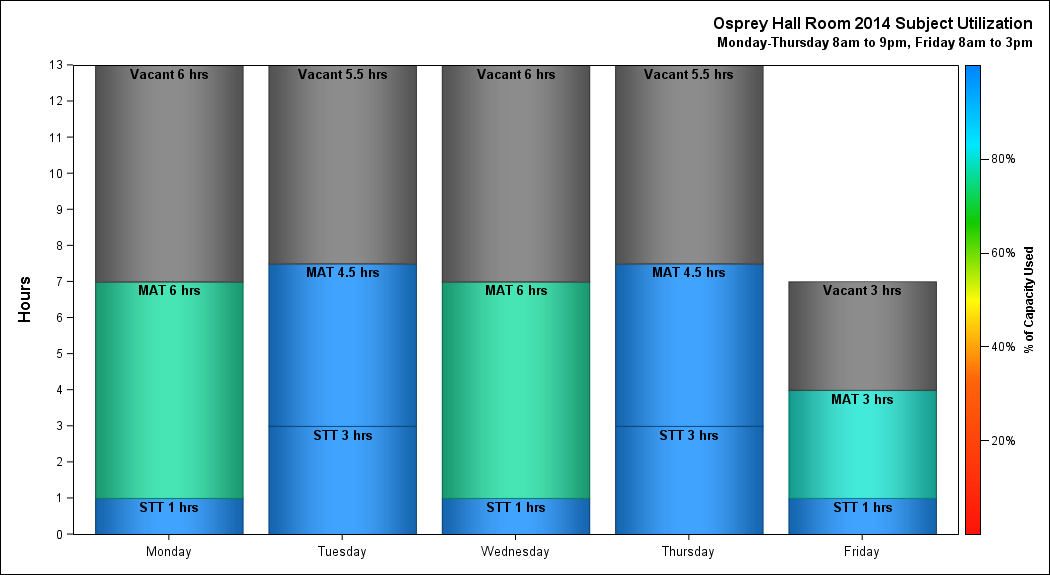 Osprey Hall Room 2014 Subject Utilization
Monday-Thursday 8am to 9pm, Friday 8am to 3pm
Hours
13
12
11
10
9
8
7
6
5
4
3
2
1
0
Vacant 6 hrs
MAT 6 hrs
STT 1 hrs
Vacant 5.5 hrs
MAT 4.5 hrs
STT 3 hrs
Vacant 6 hrs
MAT 6 hrs
STT 1 hrs
Vacant 5.5 hrs
MAT 4.5 hrs
STT 3 hrs
Vacant 3 hrs
MAT 3 hrs
STT 1 hrs
Monday
Tuesday
Wednesday
Thursday
Friday
80%
60%
40%
20%
% of Capacity Used